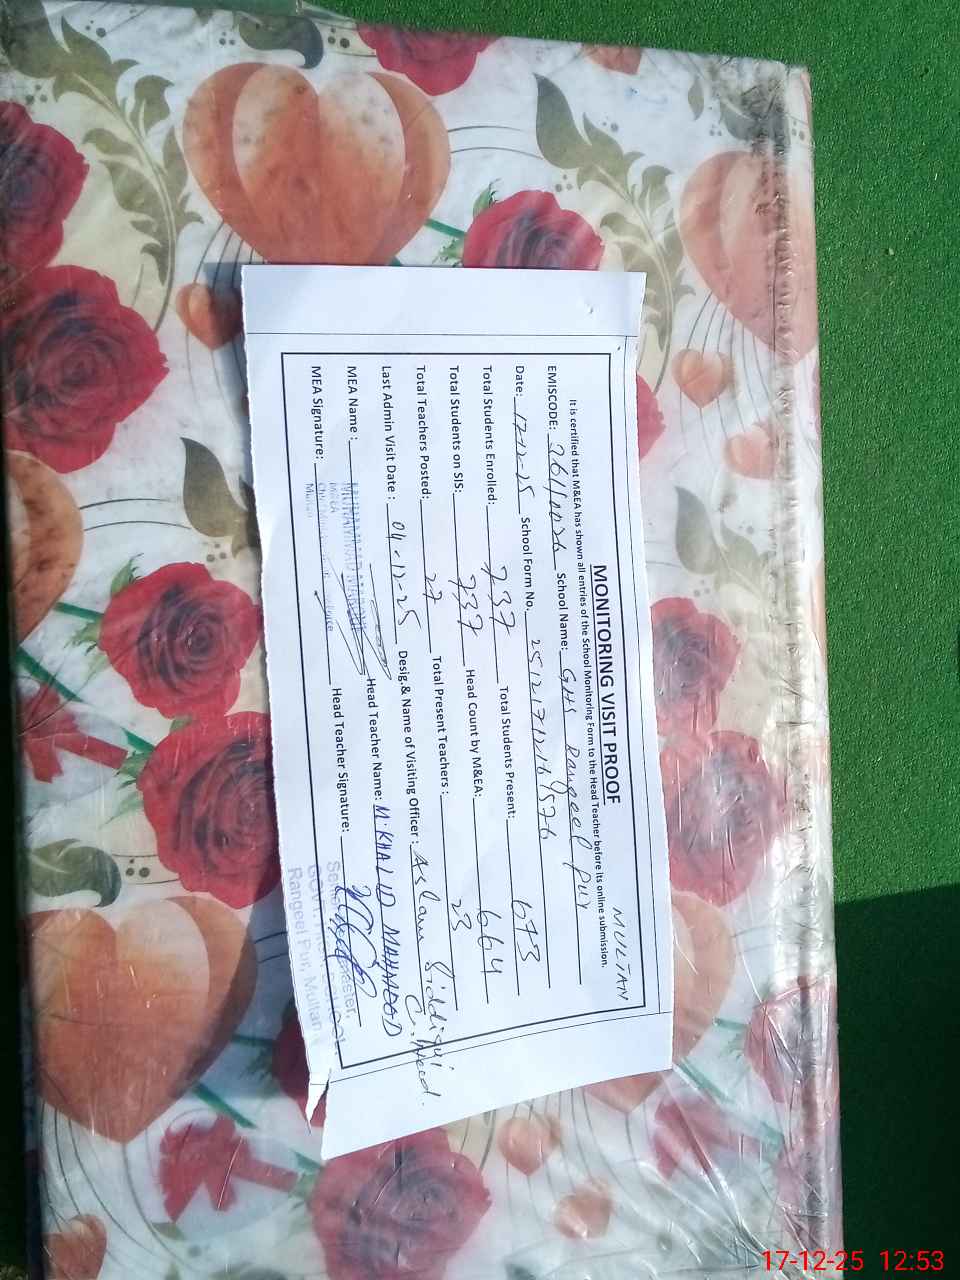 MULTAN
MONITORING VISIT PROOF
It is certified that M&EA has shown all entries of the School Monitoring Form to the Head Teacher before its online submission.
EMISCODE: 36110026 School Name: GHS Rangeel Pur
Date: 17-12-25 School Form No.
Total Students Enrolled: 737 Total Students Present: 673
Total Students on SIS: 737 Head Count by M&EA: 664
Total Teachers Posted: 27 Total Present Teachers: 23
Last Admin Visit Date : 04-12-25 Desig.& Name of Visiting Officer : Aslam Siddiqui
MEA Name : MUHAMMAD Head Teacher Name: M.KHALID MAHMOOD
MEA Signature: Head Teacher Signature:
MEA
Multan
Rangeel Pur, Multan
17-12-25 12:53